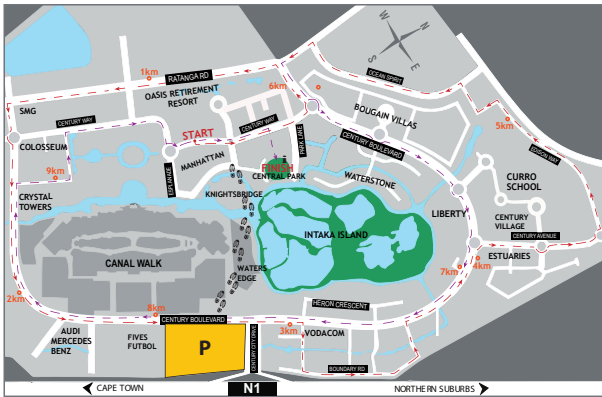 N
W
E
S
1km
RATANGA RD
OASIS RETIREMENT
RESORT
6km
OCEAN SPIRIT
SMG
CENTURY WAY
START
CENTURY WAY
BOUGAIN VILLAS
5km
COLOSSEUM
MANHATTAN
PARK LANE
CENTURY BOULEVARD
EDISON WAY
9km
ESPLANADE
FINISH
CENTRAL PARK
WATERSTONE
CURRO
SCHOOL
CRYSTAL
TOWERS
KNIGHTSBRIDGE
LIBERTY
CENTURY
VILLAGE
INTAKA ISLAND
CENTURY AVENUE
CANAL WALK
WATERS
EDGE
7km
4km
ESTUARIES
2km
8km
HERON CRESCENT
CENTURY BOULEVARD
3km
VODACOM
AUDI
MERCEDES
BENZ
FIVES
FUTBOL
P
CENTURY CITY DRIVE
BOUNDARY RD
CAPE TOWN
N1
NORTHERN SUBURBS